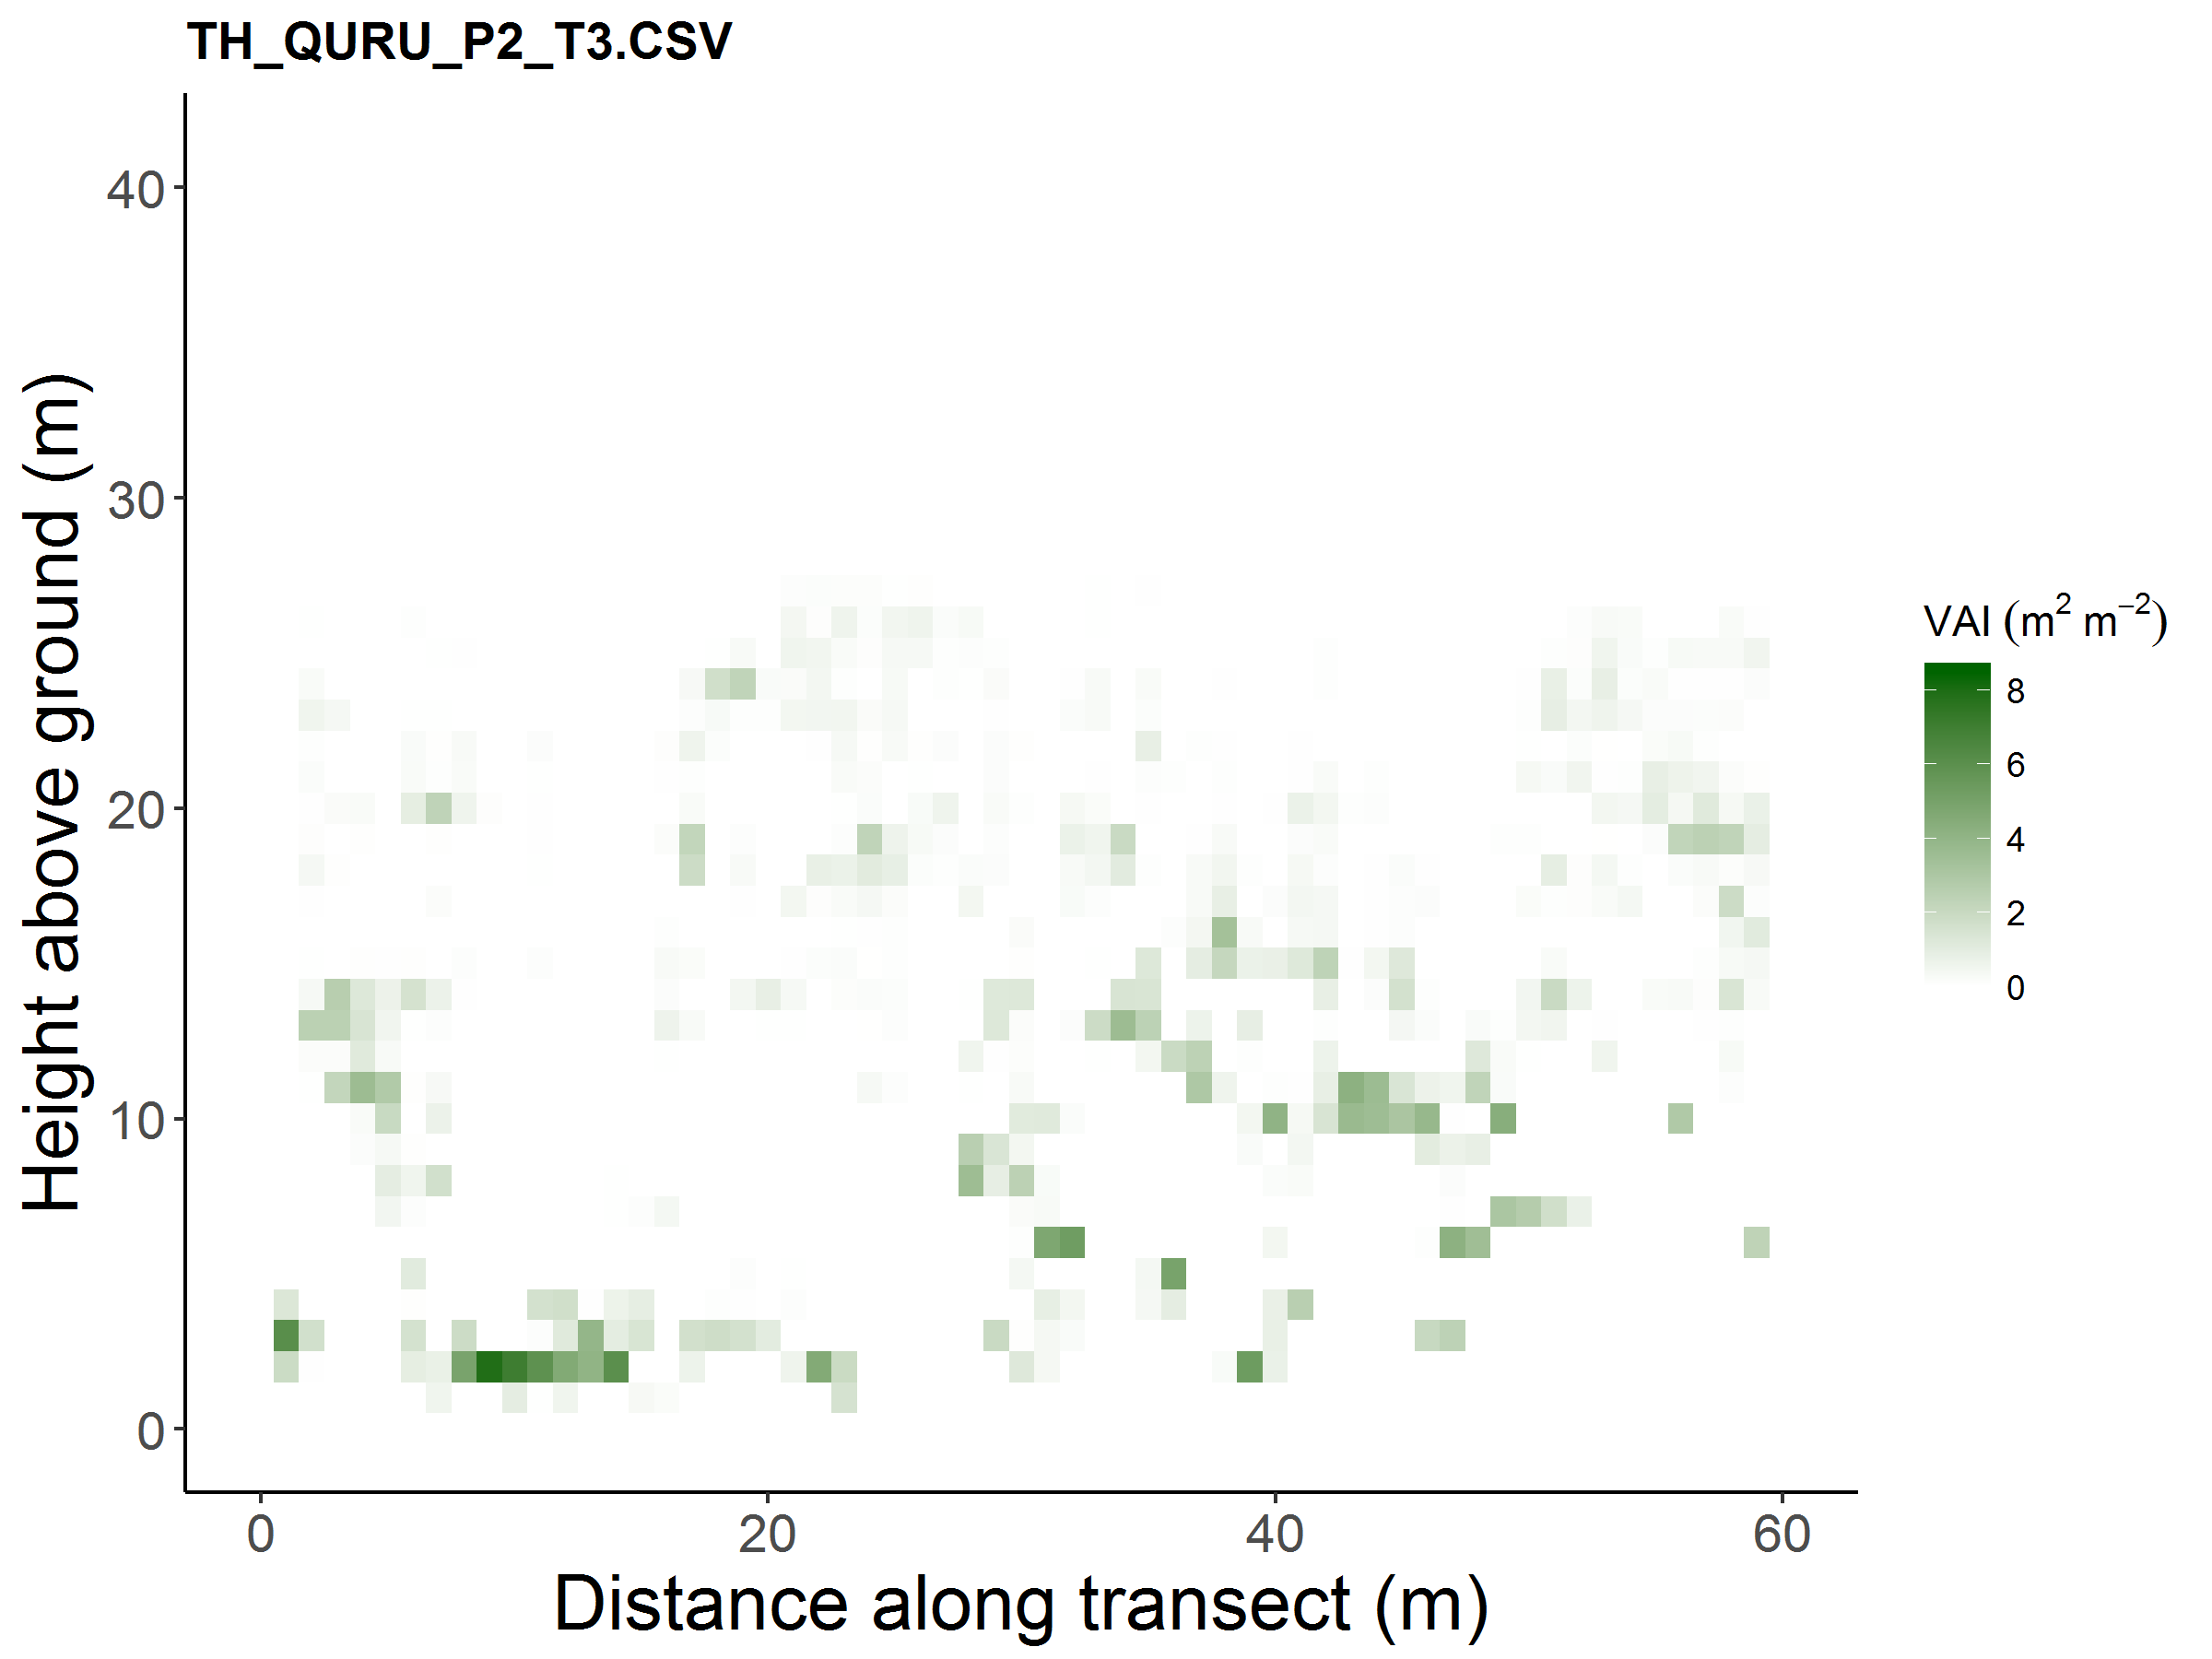 TH_QURU_P2_T3.CSV
Height above ground (m)
40
30
20
10
0
0 20 40 60
Distance along transect (m)
VAI (m² m⁻²)
8
6
4
2
0